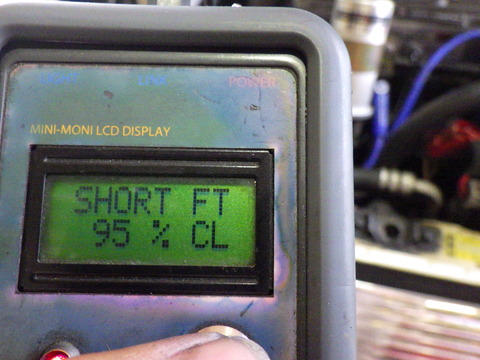 POWER
MINI-MONI LCD DISPLAY
SHORT FT
95 % CL